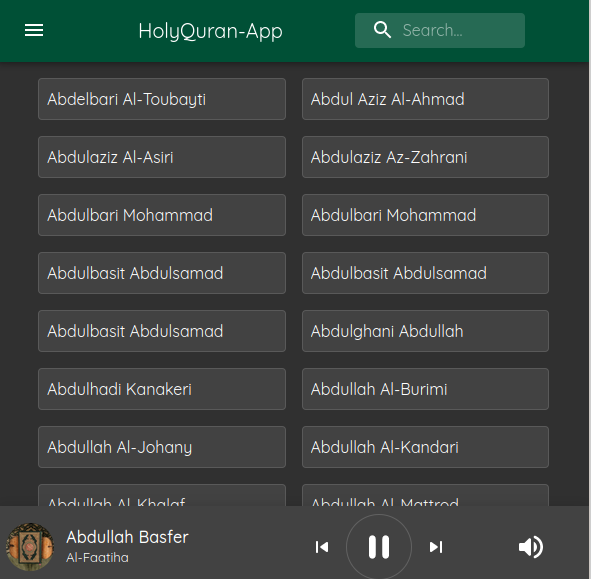 HolyQuran-App
Search...
Abdelbari Al-Toubayti
Abdul Aziz Al-Ahmad
Abdulaziz Al-Asiri
Abdulaziz Az-Zahrani
Abdulbari Mohammad
Abdulbari Mohammad
Abdulbasit Abdulsamad
Abdulbasit Abdulsamad
Abdulbasit Abdulsamad
Abdulghani Abdullah
Abdulhadi Kanakeri
Abdullah Al-Burimi
Abdullah Al-Johany
Abdullah Al-Kandari
Abdullah Al-Khalaf
Abdullah Al-Mattrod
Abdullah Basfer
Al-Faatiha